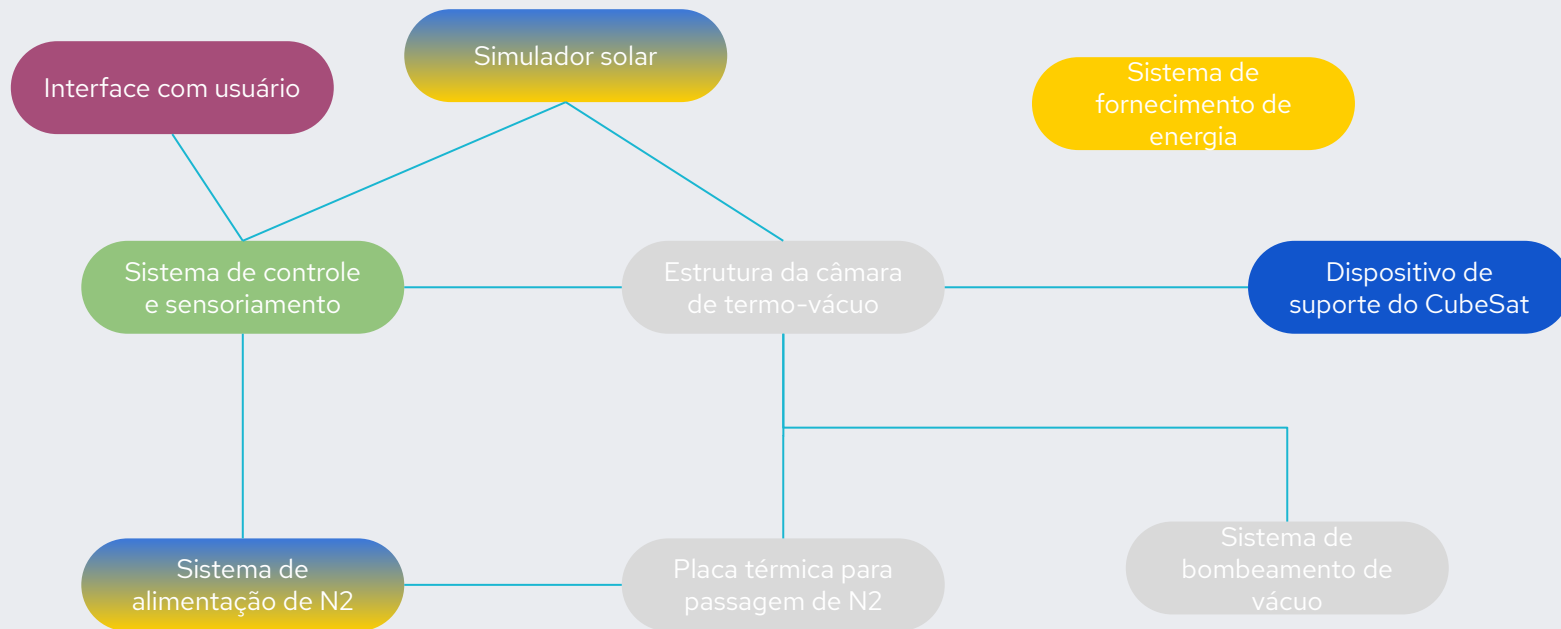 Interface com usuário
Simulador solar
Sistema de
fornecimento de
energia
Sistema de controle
e sensoriamento
Estrutura da câmara
de termo-vácuo
Dispositivo de
suporte do CubeSat
Sistema de
alimentação de N2
Placa térmica para
passagem de N2
Sistema de
bombeamento de
vácuo